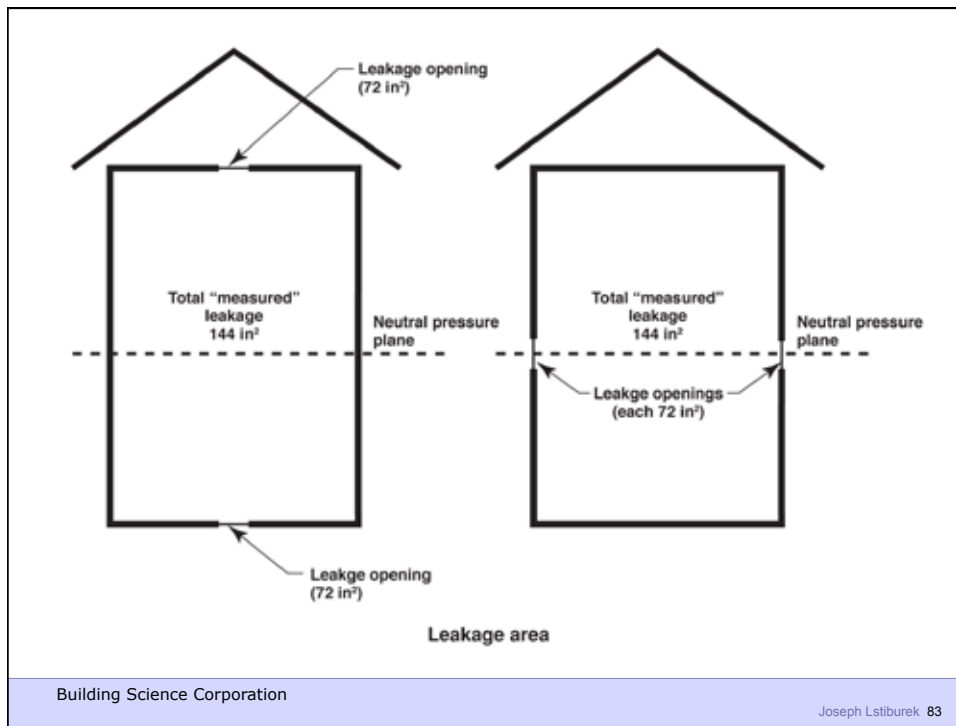 Leakage opening
(72 in²)
Total "measured"
leakage
144 in²
Neutral pressure
plane
Leakge opening
(72 in²)
Total "measured"
leakage
144 in²
Neutral pressure
plane
Leakge openings
(each 72 in²)
Leakage area
Building Science Corporation
Joseph Lstiburek 83